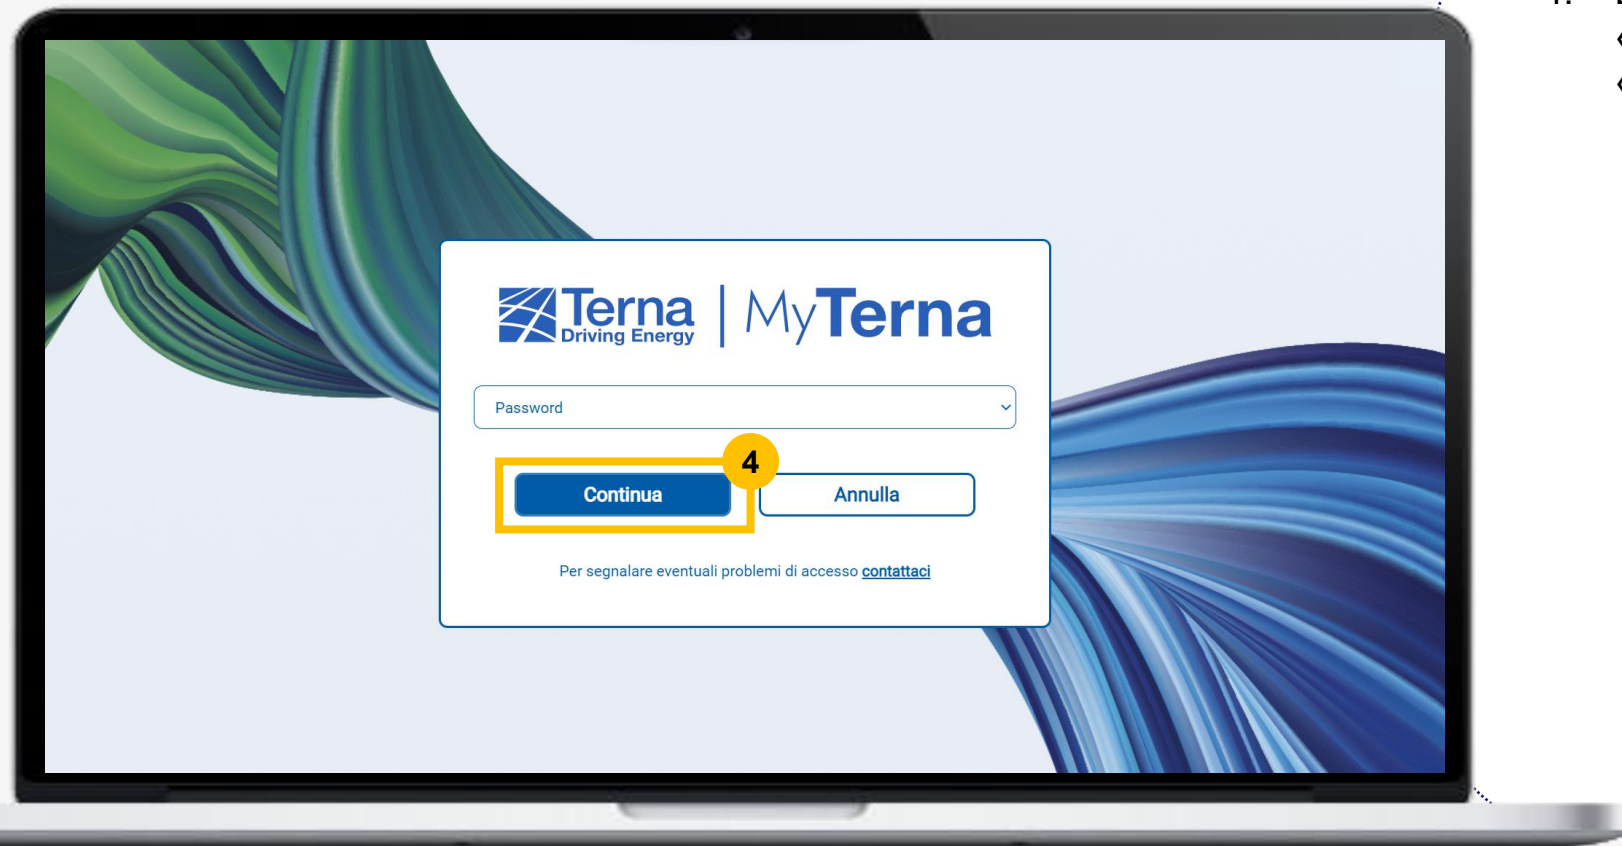 Terna
Driving Energy
MyTerna
Password
4
Continua
Annulla
Per segnalare eventuali problemi di accesso contattaci